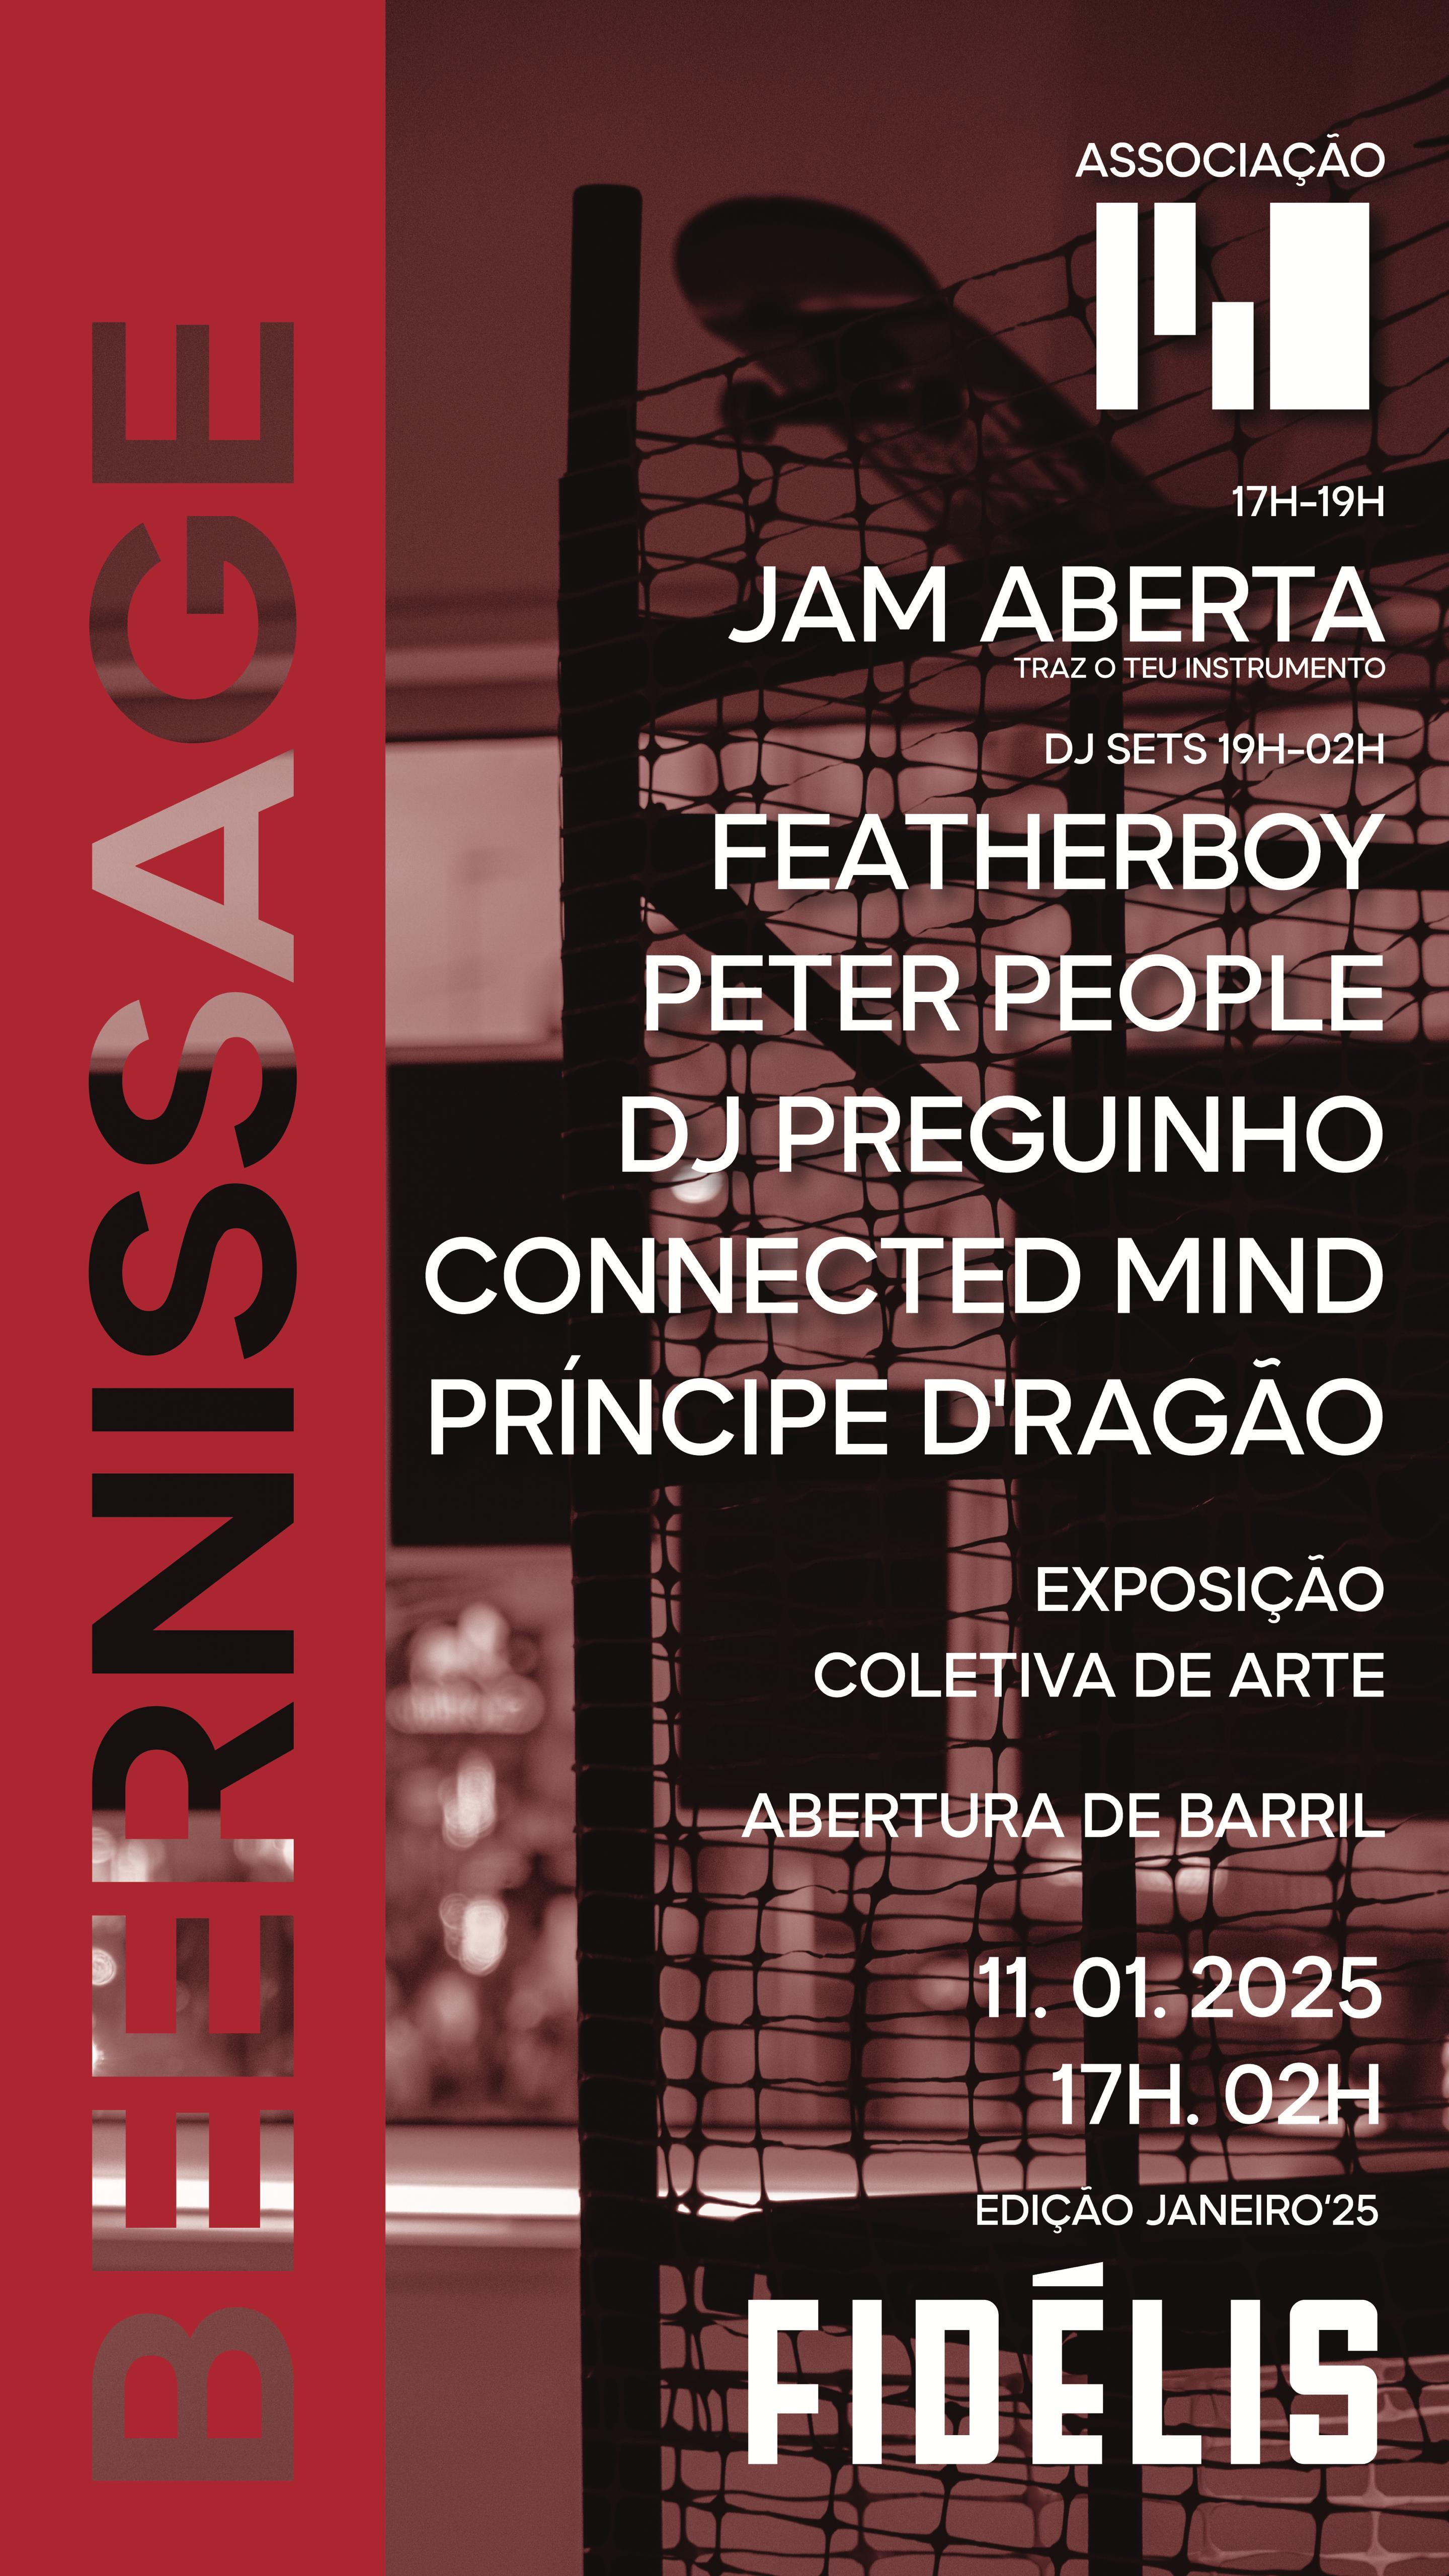 BEERNISSAGE
ASSOCIAÇÃO
17H-19H
JAM ABERTA
TRAZ O TEU INSTRUMENTO
DJ SETS 19H-02H
FEATHERBOY
PETER PEOPLE
DJ PREGUINHO
CONNECTED MIND
PRÍNCIPE D'RAGÃO
EXPOSIÇÃO
COLETIVA DE ARTE
ABERTURA DE BARRIL
11. 01. 2025
17H. 02H
EDIÇÃO JANEIRO'25
FIDÉLIS